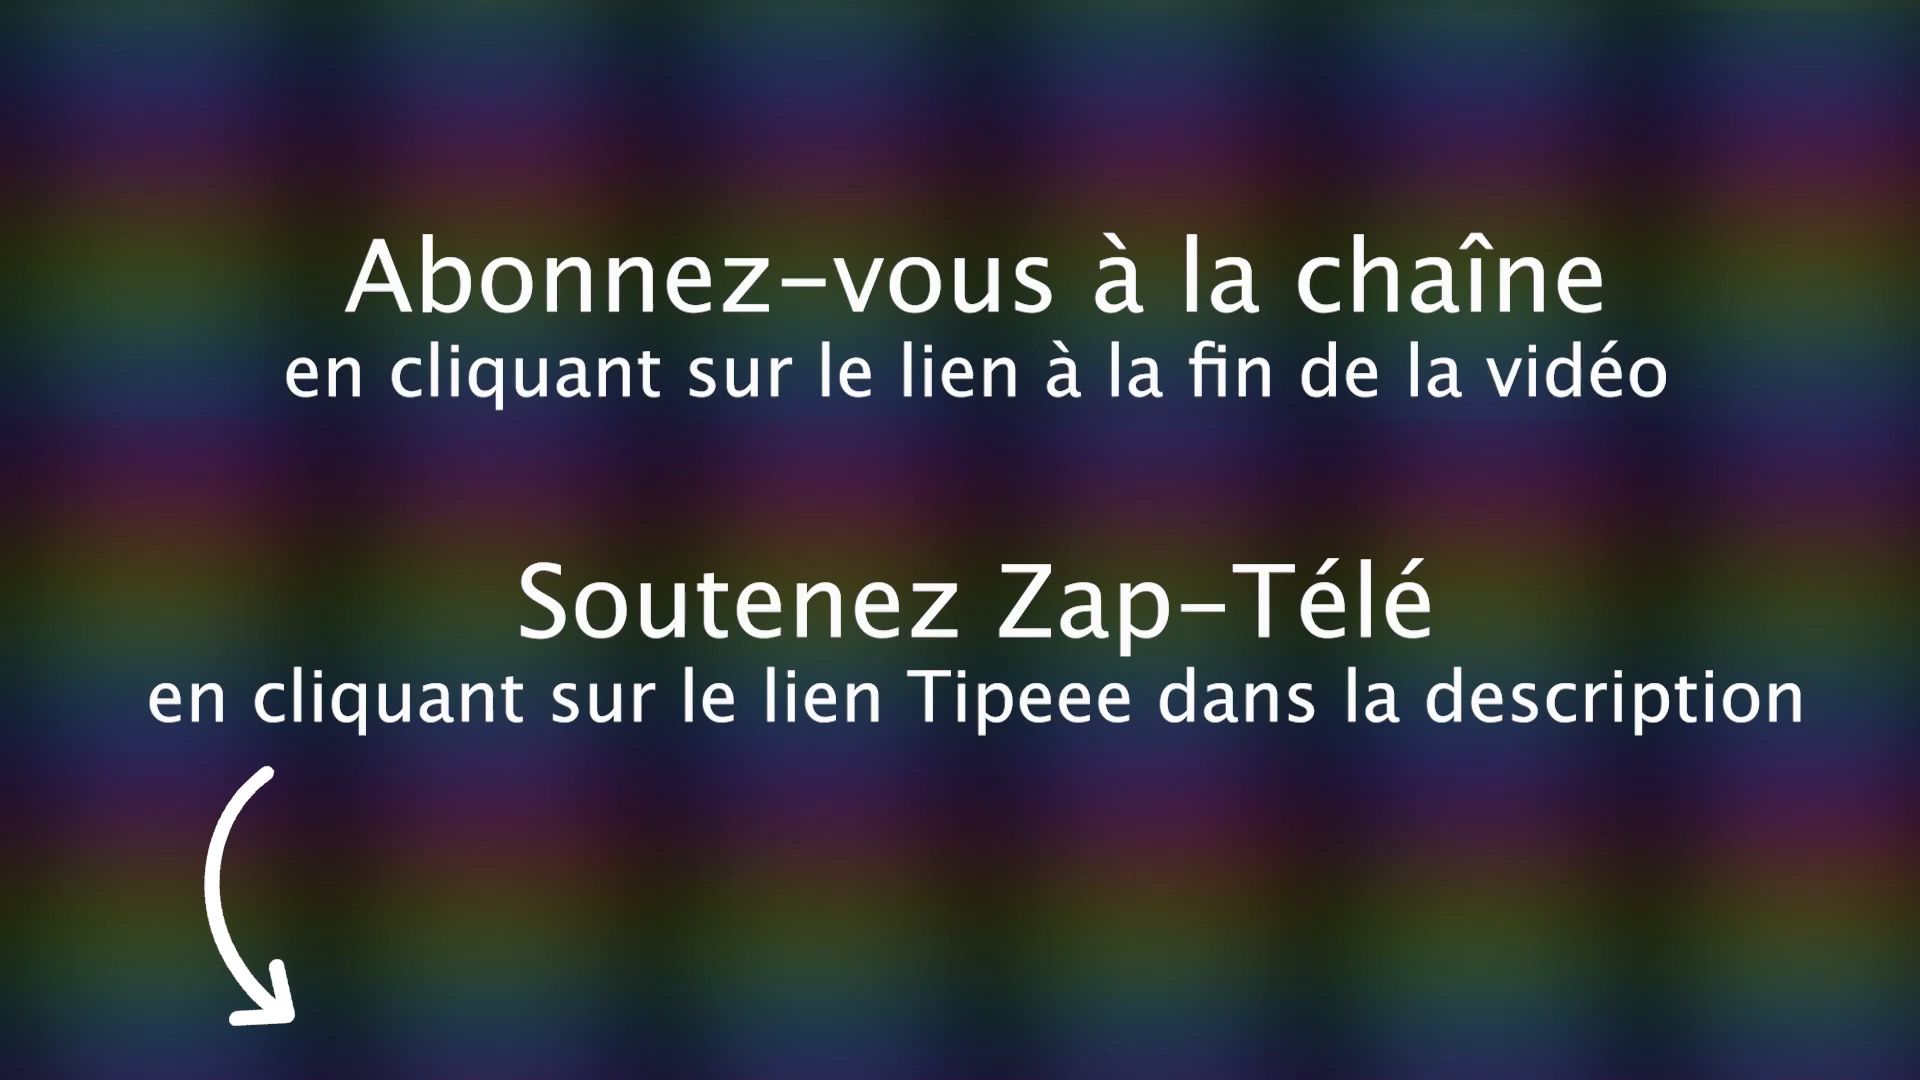 Abonnez-vous à la chaîne
en cliquant sur le lien à la fin de la vidéo
Soutenez Zap-Télé
en cliquant sur le lien Tipeee dans la description